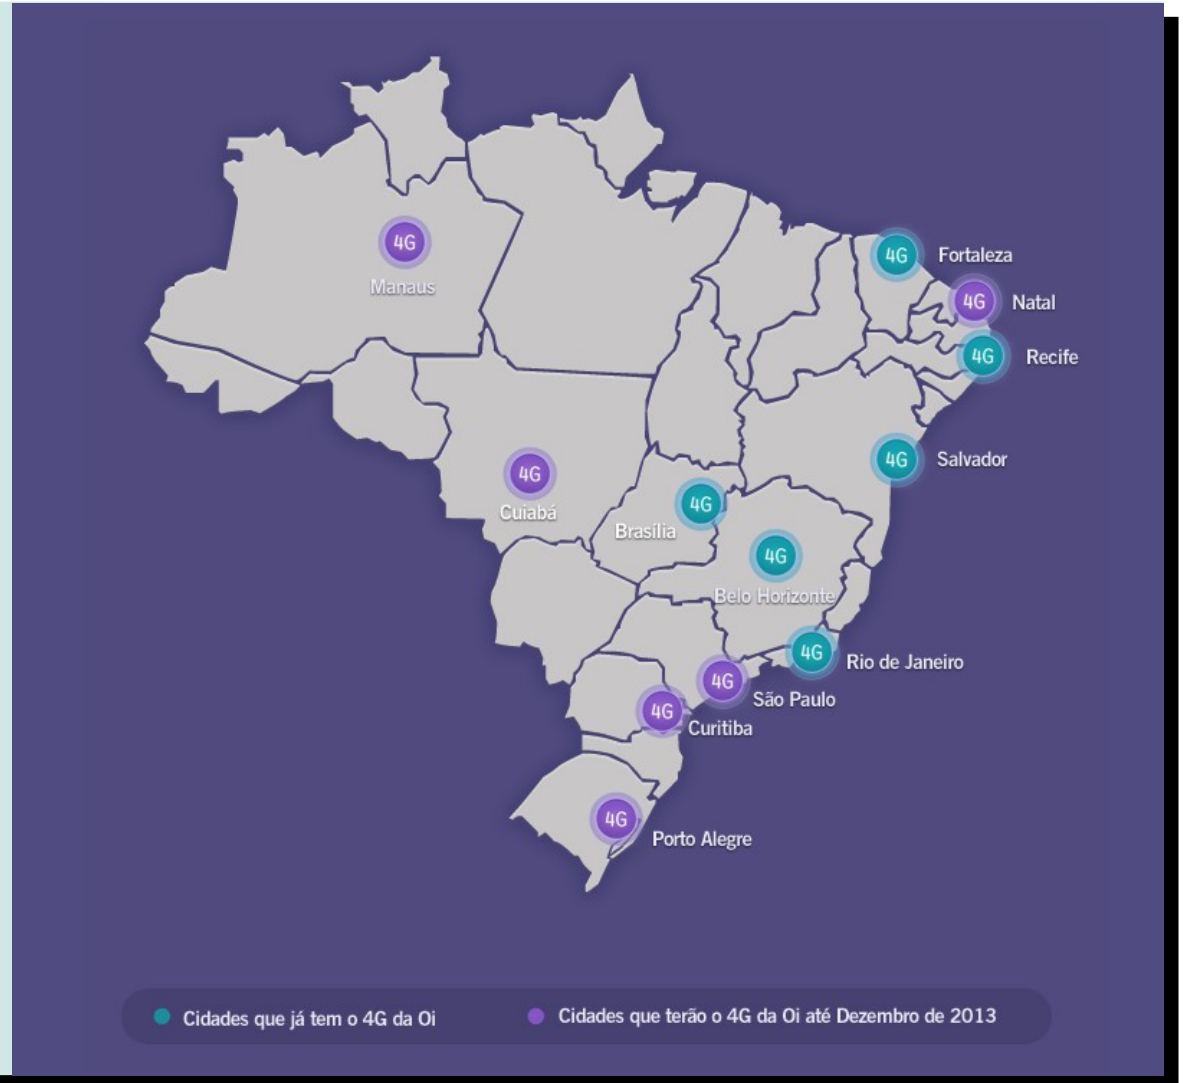 4G
Manaus
4G
Fortaleza
4G
Natal
4G
Recife
4G
Salvador
4G
Cuiabá
4G
Brasília
4G
Belo Horizonte
4G
Rio de Janeiro
4G
São Paulo
4G
Curitiba
4G
Porto Alegre
Cidades que já tem o 4G da Oi
Cidades que terão o 4G da Oi até Dezembro de 2013